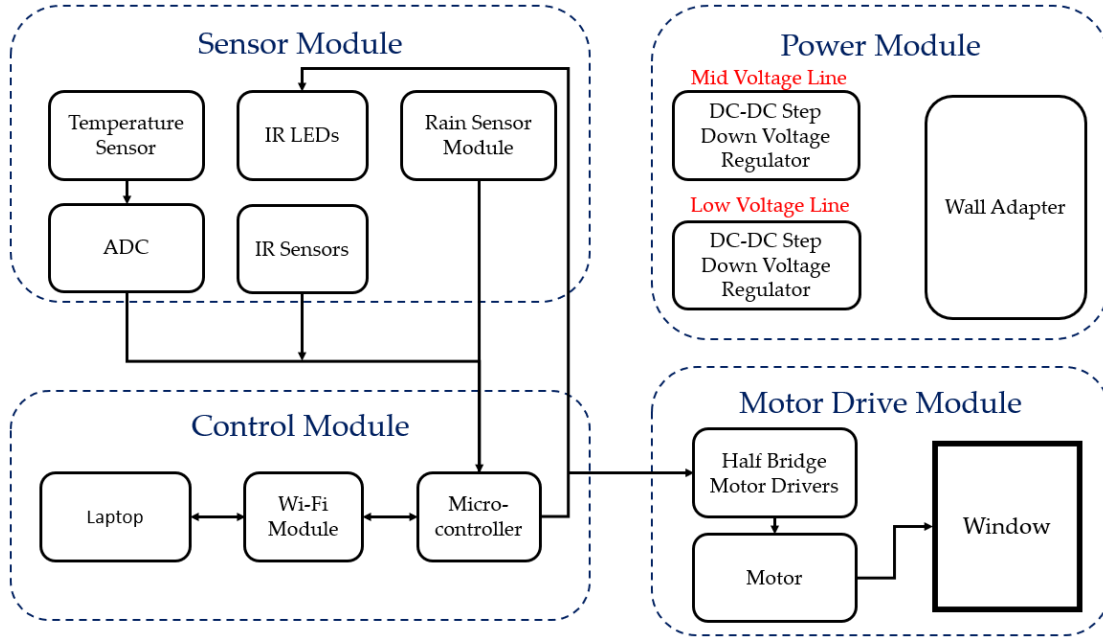 Sensor Module
Temperature
Sensor
IR LEDs
Rain Sensor
Module
ADC
IR Sensors
Power Module
Mid Voltage Line
DC-DC Step
Down Voltage
Regulator
Low Voltage Line
DC-DC Step
Down Voltage
Regulator
Wall Adapter
Control Module
Laptop
Wi-Fi
Module
Micro-
controller
Motor Drive Module
Half Bridge
Motor Drivers
Motor
Window